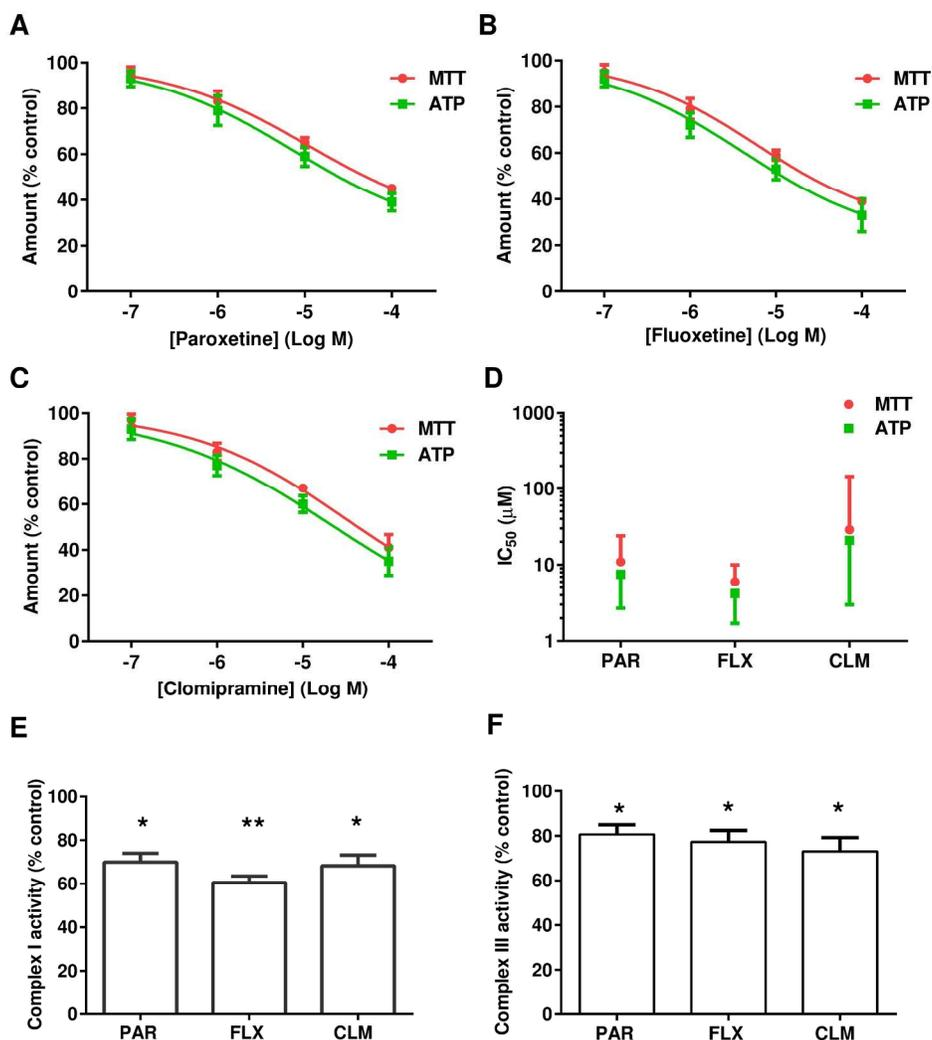 A
Amount (% control)
100
80
60
40
20
0
-7 -6 -5 -4
[Paroxetine] (Log M)
MTT
ATP
B
Amount (% control)
100
80
60
40
20
0
-7 -6 -5 -4
[Fluoxetine] (Log M)
MTT
ATP
C
Amount (% control)
100
80
60
40
20
0
-7 -6 -5 -4
[Clomipramine] (Log M)
MTT
ATP
D
IC50 (μM)
1000
100
10
1
PAR FLX CLM
MTT
ATP
E
Complex I activity (% control)
100
80
60
40
20
0
* ** *
PAR FLX CLM
F
Complex III activity (% control)
100
80
60
40
20
0
* * *
PAR FLX CLM